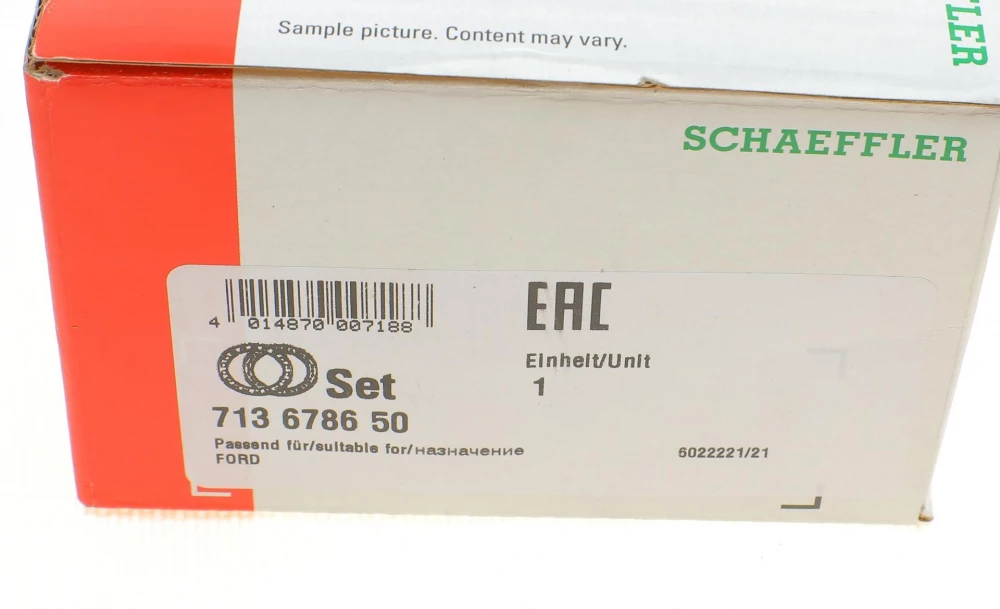 Sample picture. Content may vary.
FLER
SCHAEFFLER
4 014870 007188
EAC
Einheit/Unit
1
Set
713 6786 50
Passend für/suitable for/назначение
FORD
6022221/21